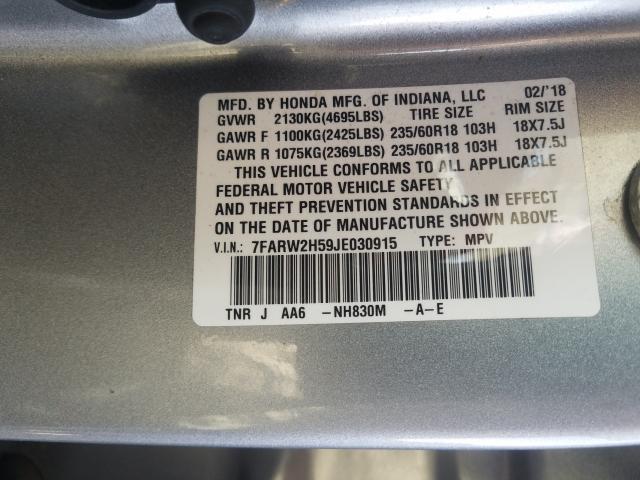 MFD. BY HONDA MFG. OF INDIANA, LLC 02/'18
GVWR 2130KG(4695LBS) TIRE SIZE RIM SIZE
GAWR F 1100KG(2425LBS) 235/60R18 103H 18X7.5J
GAWR R 1075KG(2369LBS) 235/60R18 103H 18X7.5J
THIS VEHICLE CONFORMS TO ALL APPLICABLE
FEDERAL MOTOR VEHICLE SAFETY
AND THEFT PREVENTION STANDARDS IN EFFECT
ON THE DATE OF MANUFACTURE SHOWN ABOVE.
V.I.N.: 7FARW2H59JE030915 TYPE: MPV
TNR J AA6 -NH830M -A-E